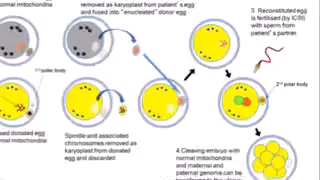 normal mitochondria
removed as karyoplast from patient's egg
and fused into "enucleated" donor egg
3. Reconstituted egg
is fertilised (by ICSI)
with sperm from
patient's partner.
1st polar body
2nd polar body
donated egg
mitochondria
Spindle and associated
chromosomes removed as
karyoplast from donated
egg and discarded
4.Cleaving embryo with
normal mitochondria
and maternal and
paternal genome can be